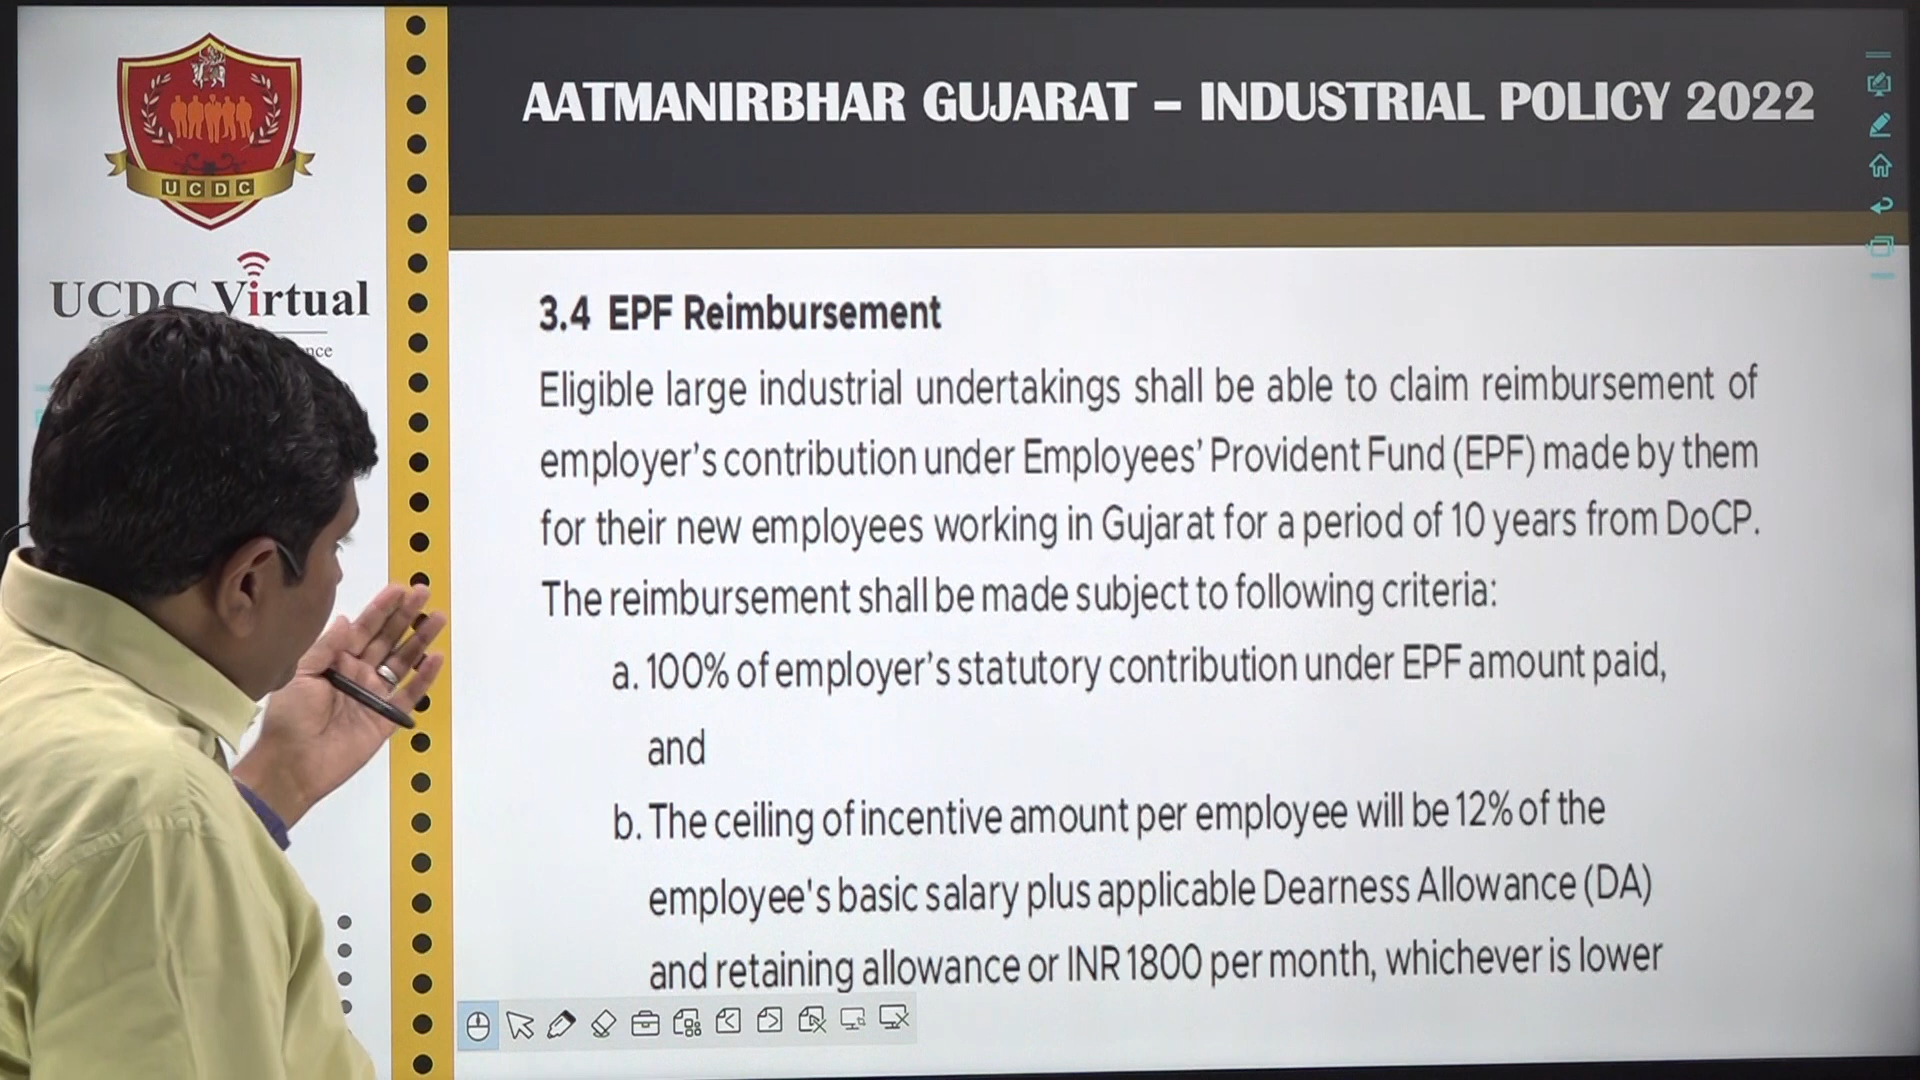 UCDC
UCDC Virtual
AATMANIRBHAR GUJARAT – INDUSTRIAL POLICY 2022
3.4 EPF Reimbursement
Eligible large industrial undertakings shall be able to claim reimbursement of
employer's contribution under Employees' Provident Fund (EPF) made by them
for their new employees working in Gujarat for a period of 10 years from DoCP.
The reimbursement shall be made subject to following criteria:
a. 100% of employer's statutory contribution under EPF amount paid,
and
b. The ceiling of incentive amount per employee will be 12% of the
employee's basic salary plus applicable Dearness Allowance (DA)
and retaining allowance or INR 1800 per month, whichever is lower